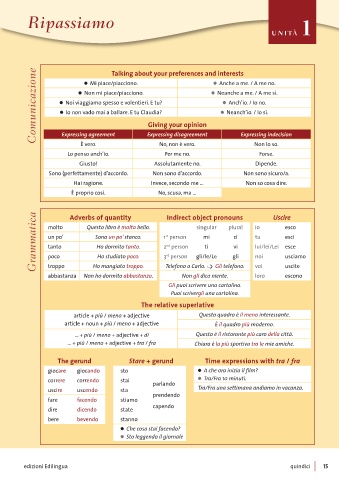 Ripassiamo
UNITÀ 1
Comunicazione
Talking about your preferences and interests
● Mi piace/piacciono. ● Anche a me. / A me no.
● Non mi piace/piacciono. ● Neanche a me. / A me sì.
● Noi viaggiamo spesso e volentieri. E tu? ● Anch'io. / Io no.
● Io non vado mai a ballare. E tu Claudia? ● Neanch'io. / Io sì.
Giving your opinion
Expressing agreement Expressing disagreement Expressing indecision
È vero. No, non è vero. Non lo so.
Lo penso anch'io. Per me no. Forse.
Giusto! Assolutamente no. Dipende.
Sono (perfettamente) d'accordo. Non sono d'accordo. Non sono sicuro/a.
Hai ragione. Invece, secondo me ... Non so cosa dire.
È proprio così. No, scusa, ma ...
Grammatica
Adverbs of quantity
molto Questo libro è molto bello.
un po' Sono un po' stanco.
tanto Ho dormito tanto.
poco Ho studiato poco.
troppo Ho mangiato troppo.
abbastanza Non ho dormito abbastanza.
Indirect object pronouns
singular plural
1st person mi ci
2nd person ti vi
3rd person gli/le/Le gli
Telefono a Carlo. -> Gli telefono.
Non gli dico niente.
Gli puoi scrivere una cartolina.
Puoi scrivergli una cartolina.
Uscire
io esco
tu esci
lui/lei/Lei esce
noi usciamo
voi uscite
loro escono
The relative superlative
article + più / meno + adjective Questo quadro è il meno interessante.
article + noun + più / meno + adjective È il quadro più moderno.
... + più / meno + adjective + di Questo è il ristorante più caro della città.
... + più / meno + adjective + tra / fra Chiara è la più sportiva tra le mie amiche.
The gerund
giocare giocando
correre correndo
uscire uscendo
fare facendo
dire dicendo
bere bevendo
Stare + gerund
sto
stai
sta
stiamo
state
stanno
parlando
prendendo
capendo
● Che cosa stai facendo?
● Sto leggendo il giornale
Time expressions with tra / fra
● A che ora inizia il film?
● Tra/Fra 10 minuti.
Tra/Fra una settimana andiamo in vacanza.
edizioni Edilingua
quindici 15